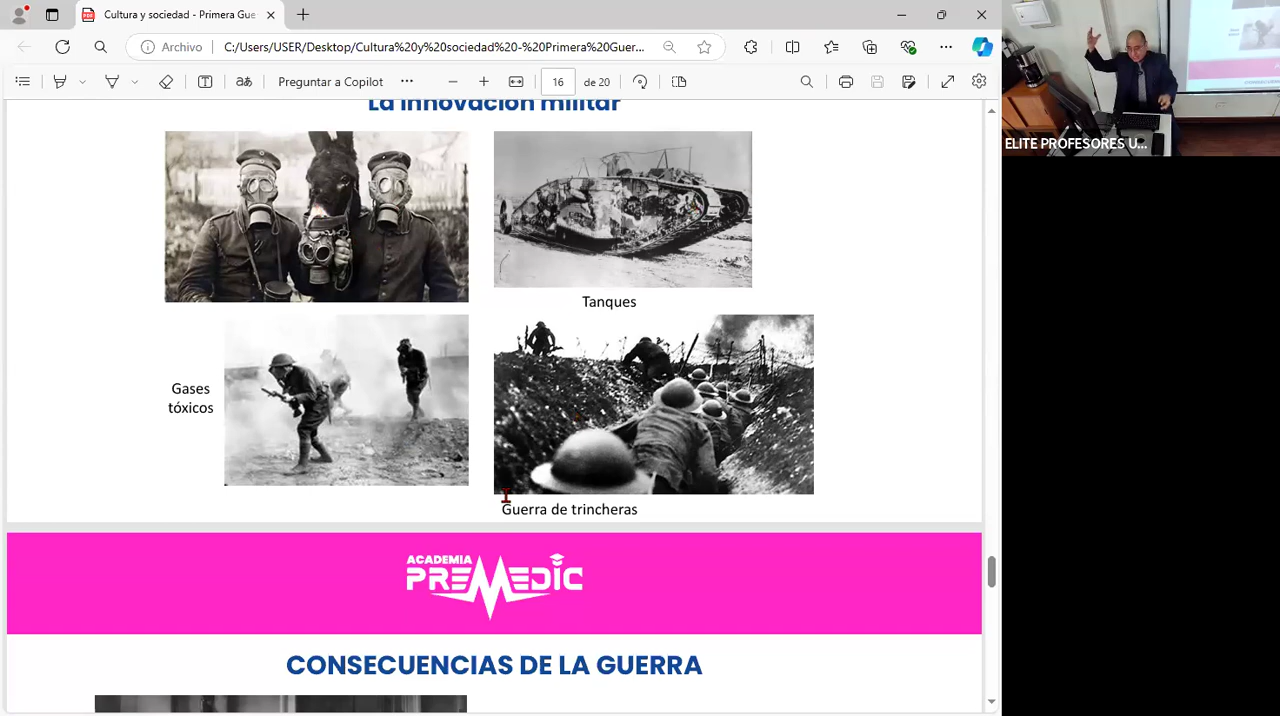 Cultura y sociedad - Primera Gue
Archivo
C:/Users/USER/Desktop/Cultura%20y%20sociedad%20-%20Primera%20Guer...
Preguntar a Copilot
16 de 20
La innovación militar
Tanques
Gases
tóxicos
Guerra de trincheras
ACADEMIA
PREMEDIC
CONSECUENCIAS DE LA GUERRA
ELITE PROFESORES U...